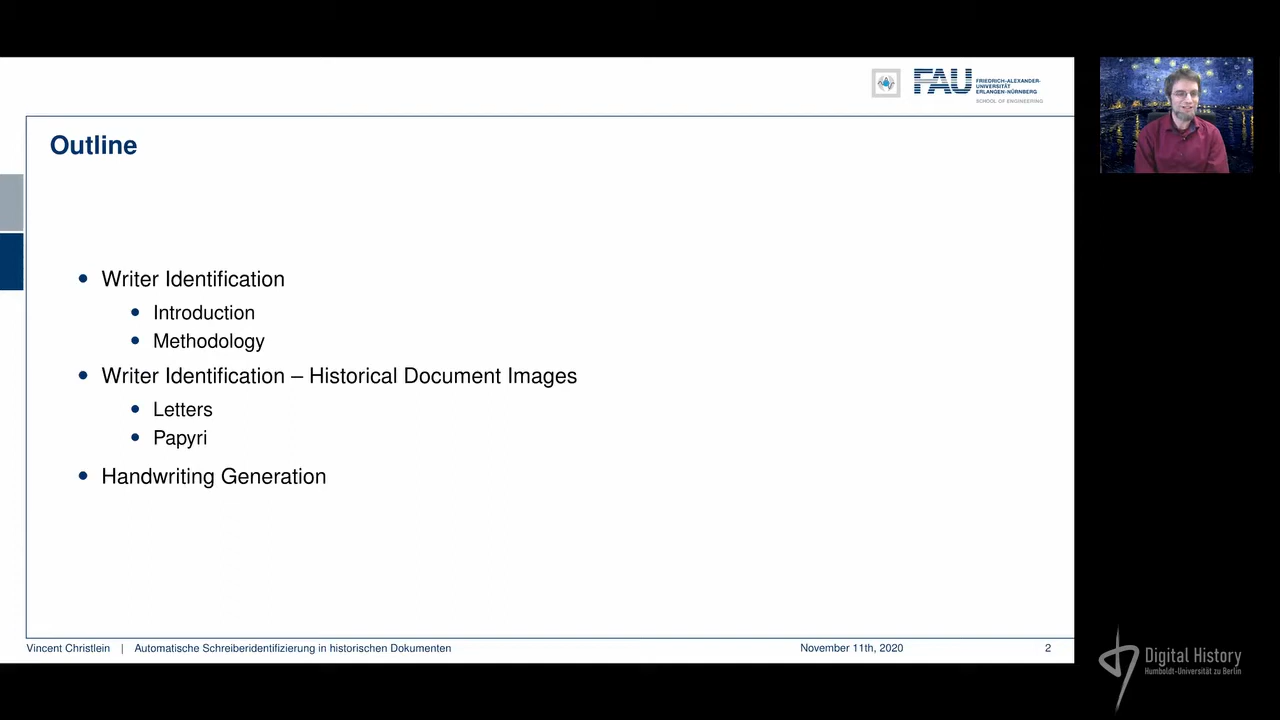 FAU
FRIEDRICH-ALEXANDER-
UNIVERSITÄT
ERLANGEN-NÜRNBERG
SCHOOL OF ENGINEERING
Outline
• Writer Identification
• Introduction
• Methodology
• Writer Identification – Historical Document Images
• Letters
• Papyri
• Handwriting Generation
Vincent Christlein | Automatische Schreiberidentifizierung in historischen Dokumenten November 11th, 2020 2
Digital History
Humboldt-Universität zu Berlin